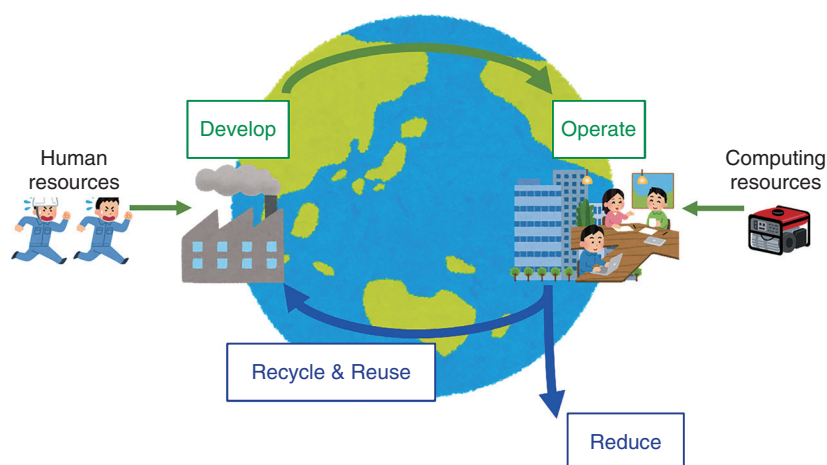 Develop
Operate
Human
resources
Computing
resources
Recycle & Reuse
Reduce